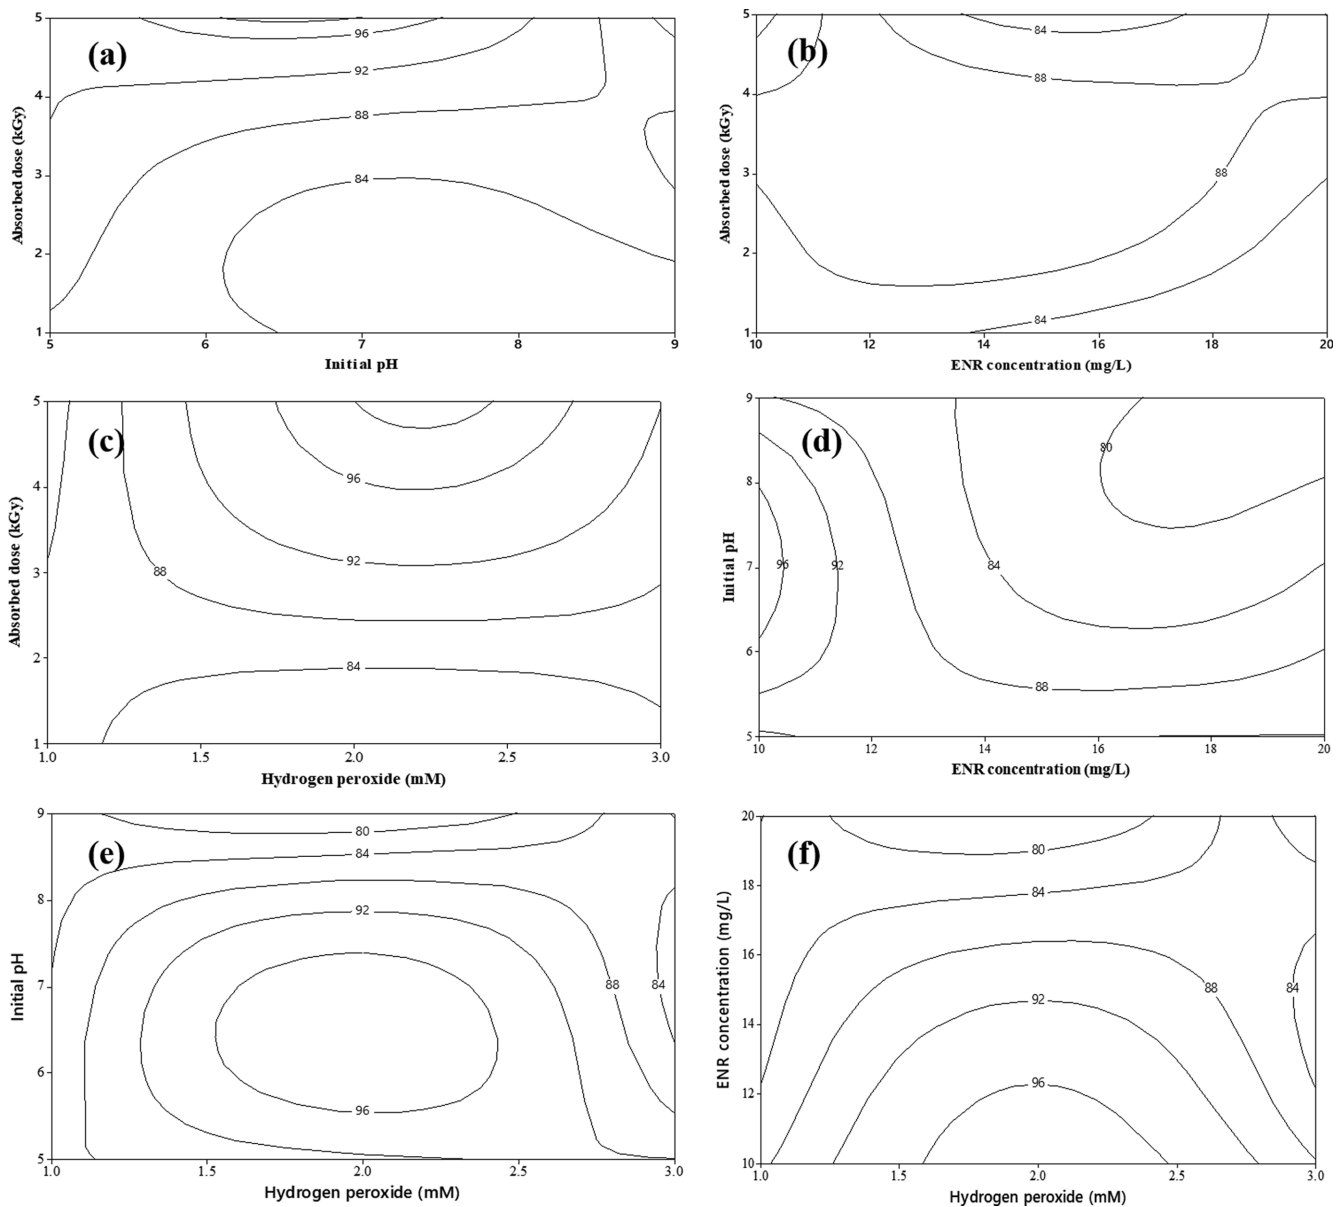 (a)
Absorbed dose (kGy)
5
4
3
2
1
96
92
88
84
5 6 7 8 9
Initial pH
(b)
Absorbed dose (kGy)
5
4
3
2
1
84
88
88
84
10 12 14 16 18 20
ENR concentration (mg/L)
(c)
Absorbed dose (kGy)
5
4
3
2
1
96
92
88
84
1.0 1.5 2.0 2.5 3.0
Hydrogen peroxide (mM)
(d)
Initial pH
9
8
7
6
5
80
96
92
84
88
10 12 14 16 18 20
ENR concentration (mg/L)
(e)
Initial pH
9
8
7
6
5
80
84
92
88
84
96
1.0 1.5 2.0 2.5 3.0
Hydrogen peroxide (mM)
(f)
ENR concentration (mg/L)
20
18
16
14
12
10
80
84
88
84
92
96
1.0 1.5 2.0 2.5 3.0
Hydrogen peroxide (mM)